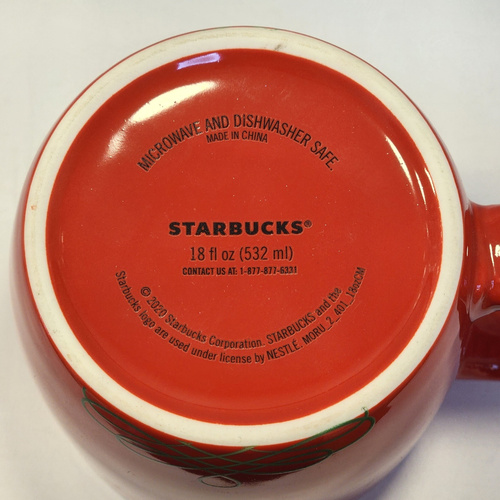 MICROWAVE AND DISHWASHER SAFE.
MADE IN CHINA
STARBUCKS®
18 fl oz (532 ml)
CONTACT US AT: 1-877-877-6331
© 2020 Starbucks Corporation. STARBUCKS and the
Starbucks logo are used under license by NESTLE. MORU_2_401_18ozCM